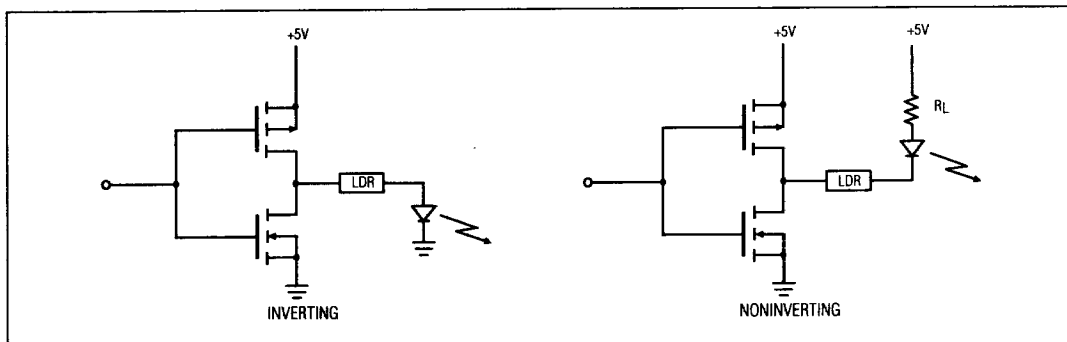 +5V
LDR
INVERTING
+5V
+5V
RL
LDR
NONINVERTING